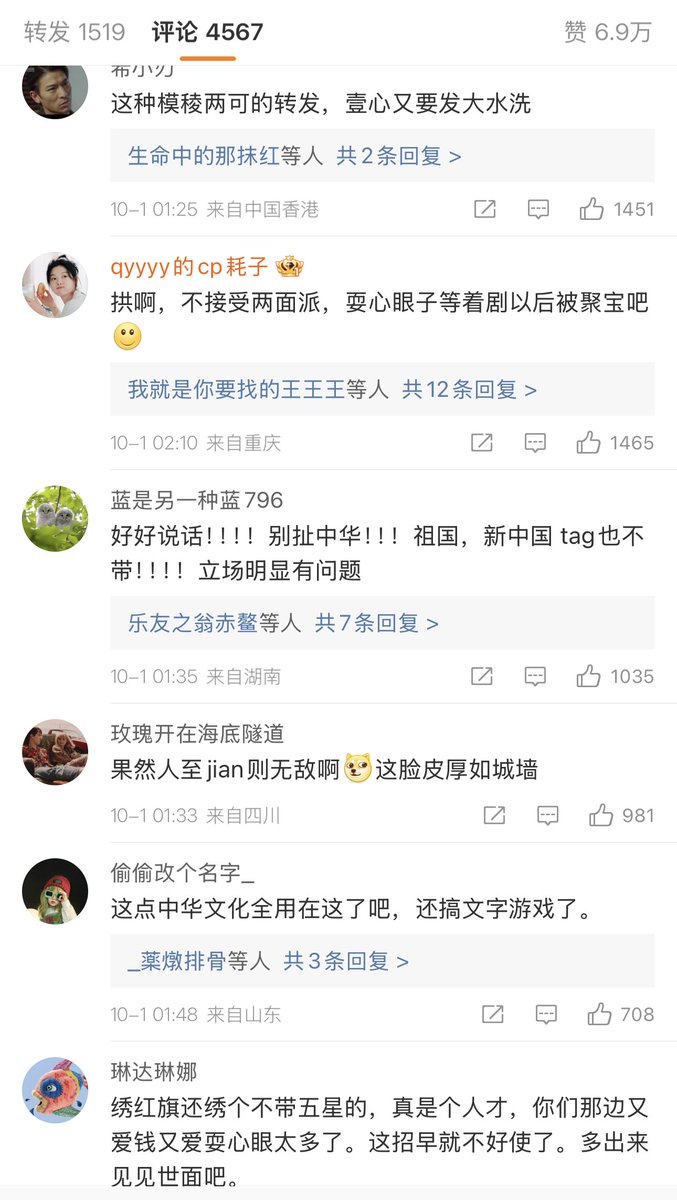 转发 1519 评论 4567 赞 6.9万
希小刃
这种模稜两可的转发，壹心又要发大水洗
生命中的那抹红等人 共2条回复 >
10-1 01:25 来自中国香港 1451
qyyyy的cp耗子
拱啊，不接受两面派，耍心眼子等着剧以后被聚宝吧
我就是你要找的王王王等人 共12条回复 >
10-1 02:10 来自重庆 1465
蓝是另一种蓝796
好好说话！！！！别扯中华！！！祖国，新中国 tag也不
带！！！！立场明显有问题
乐友之翁赤鳌等人 共7条回复 >
10-1 01:35 来自湖南 1035
玫瑰开在海底隧道
果然人至jian则无敌啊这脸皮厚如城墙
10-1 01:33 来自四川 981
偷偷改个名字_
这点中华文化全用在这了吧，还搞文字游戏了。
_薬燉排骨等人 共3条回复 >
10-1 01:48 来自山东 708
琳达琳娜
绣红旗还绣个不带五星的，真是个人才，你们那边又
爱钱又爱耍心眼太多了。这招早就不好使了。多出来
见见世面吧。